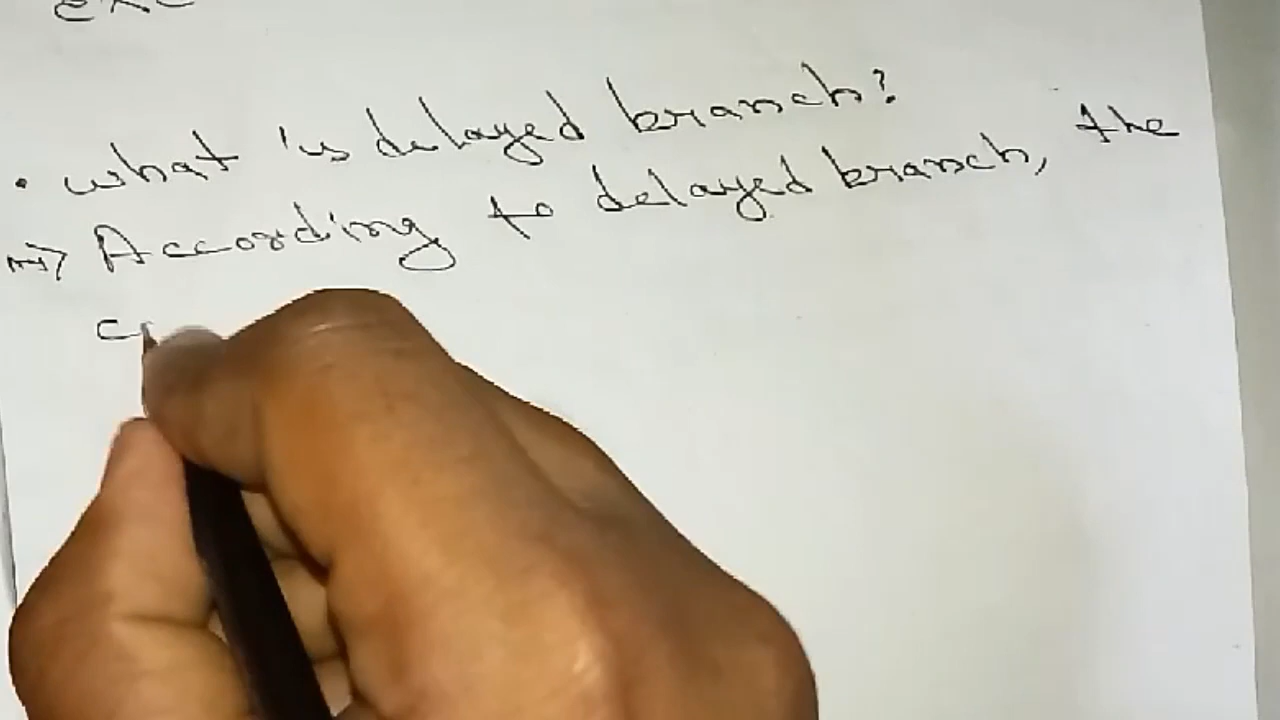 • what is delayed branch?
According to delayed branch, the